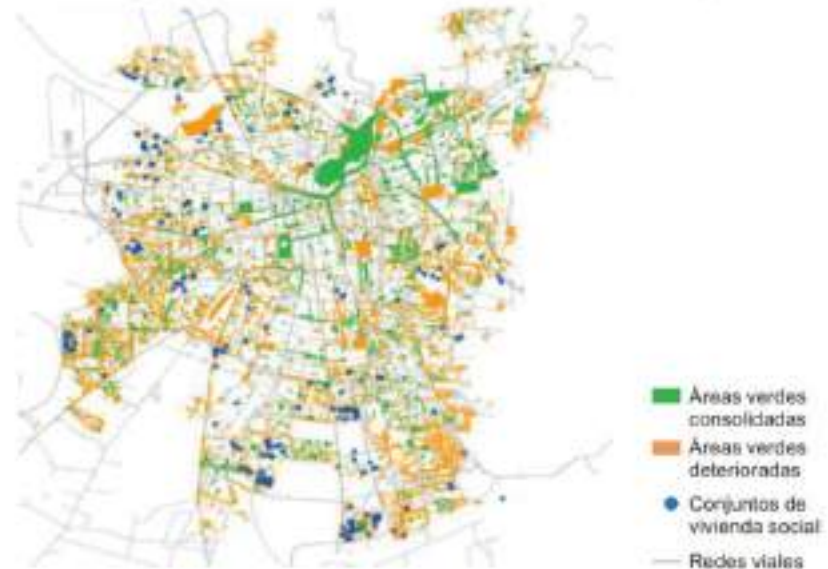 Áreas verdes
consolidadas
Áreas verdes
deterioradas
Conjuntos de
vivienda social
Redes viales